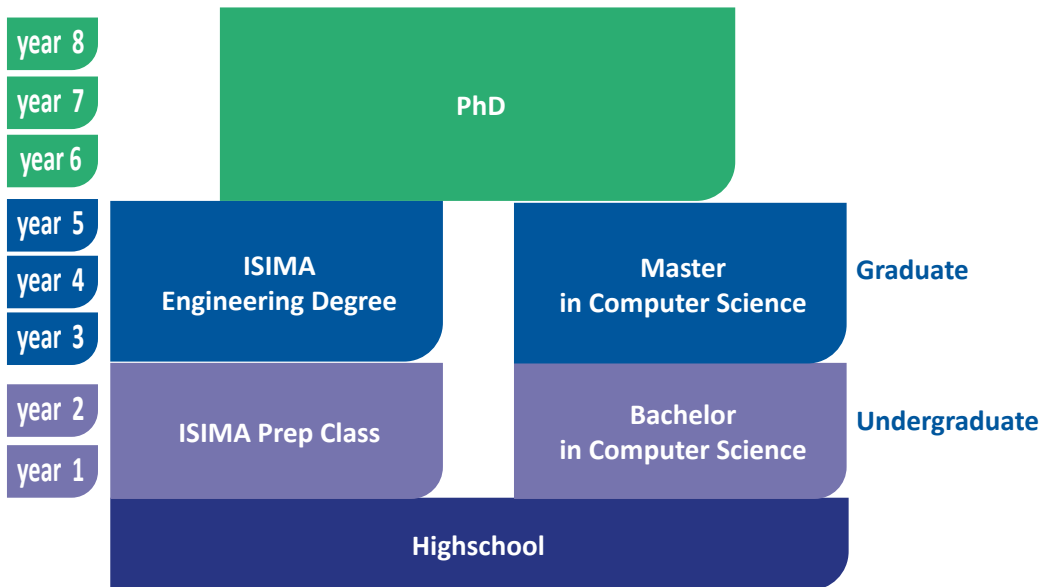 year 8
year 7
PhD
year 6
year 5
ISIMA
Engineering Degree
Master
in Computer Science
Graduate
year 4
year 3
year 2
ISIMA Prep Class
Bachelor
in Computer Science
Undergraduate
year 1
Highschool